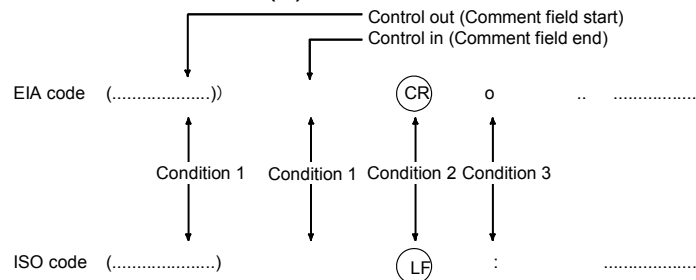 Control out (Comment field start)
Control in (Comment field end)
EIA code (...................)) CR o .. .................
Condition 1 Condition 1 Condition 2 Condition 3
ISO code (...................) LF : .................